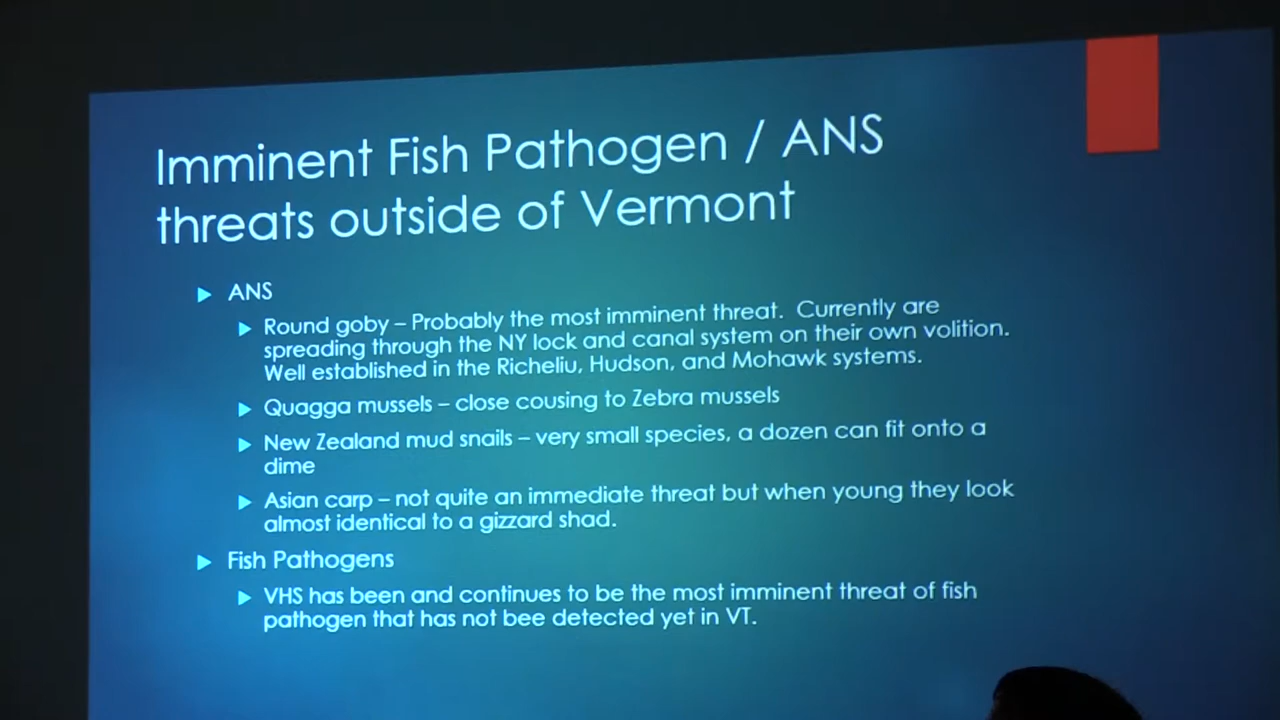 Imminent Fish Pathogen / ANS
threats outside of Vermont
ANS
Round goby – Probably the most imminent threat. Currently are
spreading through the NY lock and canal system on their own volition.
Well established in the Richeliu, Hudson, and Mohawk systems.
Quagga mussels – close cousing to Zebra mussels
New Zealand mud snails – very small species, a dozen can fit onto a
dime
Asian carp – not quite an immediate threat but when young they look
almost identical to a gizzard shad.
Fish Pathogens
VHS has been and continues to be the most imminent threat of fish
pathogen that has not bee detected yet in VT.